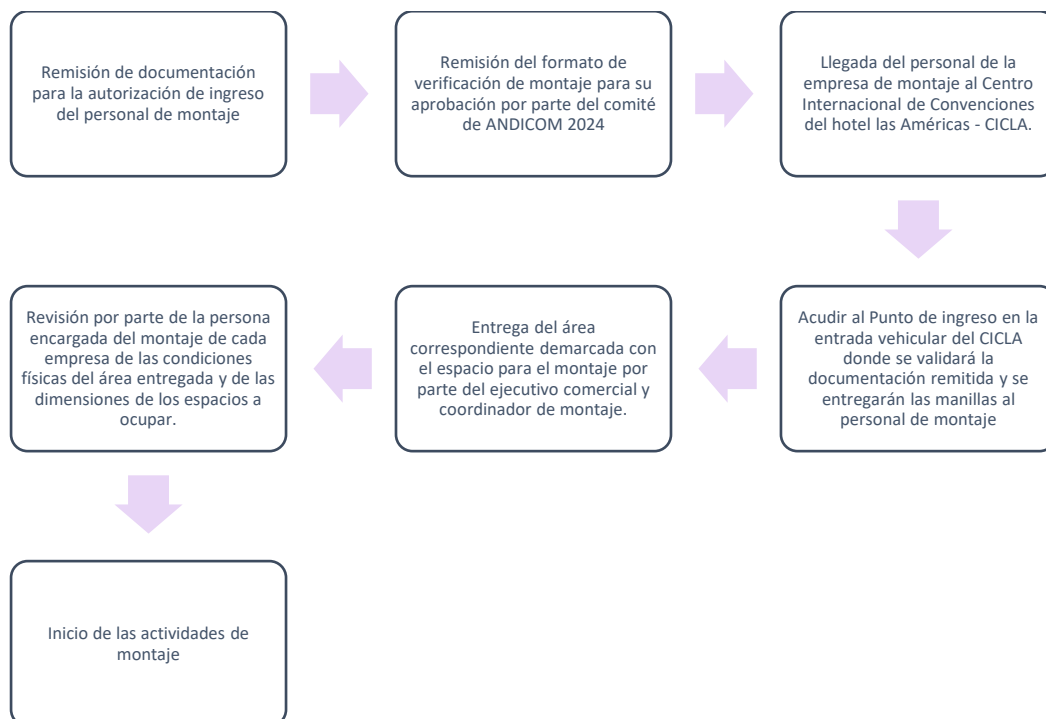 Remisión de documentación
para la autorización de ingreso
del personal de montaje
Remisión del formato de
verificación de montaje para su
aprobación por parte del comité
de ANDICOM 2024
Llegada del personal de la
empresa de montaje al Centro
Internacional de Convenciones
del hotel las Américas - CICLA.
Acudir al Punto de ingreso en la
entrada vehicular del CICLA
donde se validará la
documentación remitida y se
entregarán las manillas al
personal de montaje
Entrega del área
correspondiente demarcada con
el espacio para el montaje por
parte del ejecutivo comercial y
coordinador de montaje.
Revisión por parte de la persona
encargada del montaje de cada
empresa de las condiciones
físicas del área entregada y de las
dimensiones de los espacios a
ocupar.
Inicio de las actividades de
montaje